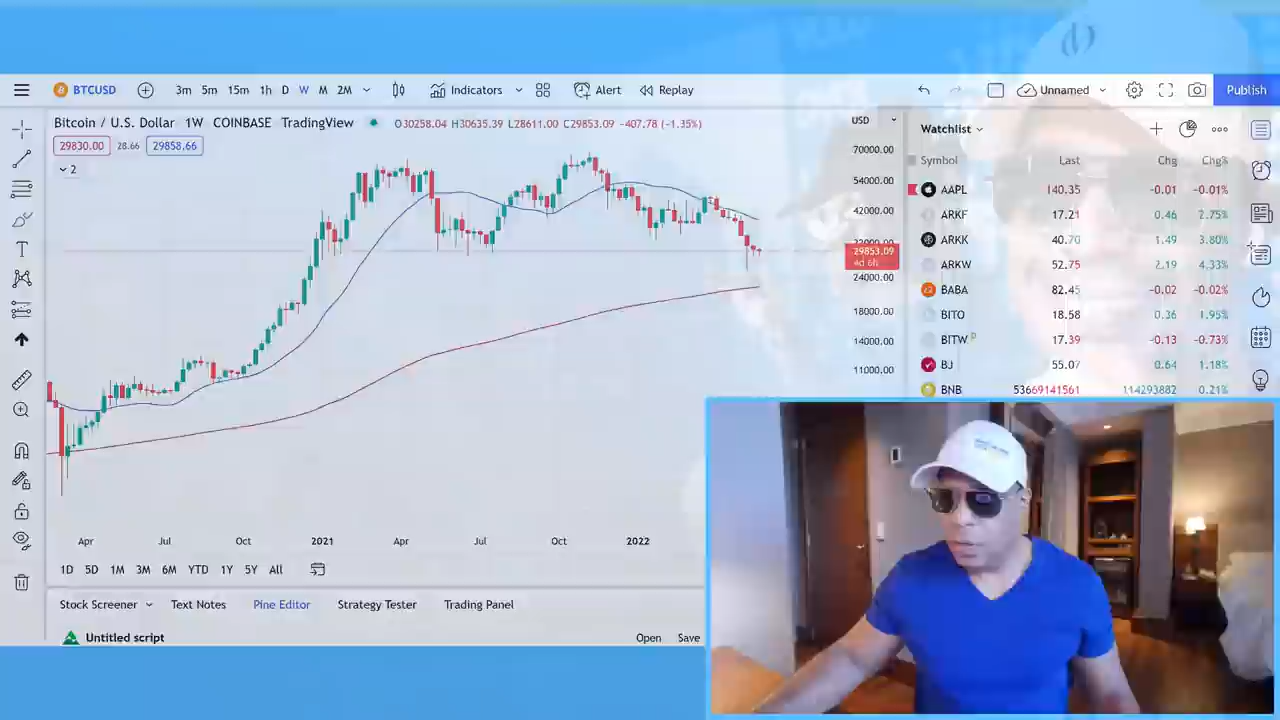 BTCUSD 3m 5m 15m 1h D W M 2M Indicators Alert Replay Unnamed Publish
Bitcoin / U.S. Dollar 1W COINBASE TradingView O30258.04 H30635.39 L28611.00 C29853.09 -407.78 (-1.35%)
29830.00 28.66 29858.66
2
USD
70000.00
54000.00
42000.00
29853.09
4d 6h
24000.00
18000.00
14000.00
11000.00
Watchlist
Symbol Last Chg Chg%
AAPL 140.35 -0.01 -0.01%
ARKF 17.21 0.46 2.75%
ARKK 40.70 1.49 3.80%
ARKW 52.75 2.19 4.33%
BABA 82.45 -0.02 -0.02%
BITO 18.58 0.36 1.95%
BITW 17.39 -0.13 -0.73%
BJ 55.07 0.64 1.18%
BNB 53669141561 114293882 0.21%
Apr Jul Oct 2021 Apr Jul Oct 2022
1D 5D 1M 3M 6M YTD 1Y 5Y All
Stock Screener Text Notes Pine Editor Strategy Tester Trading Panel
Untitled script Open Save